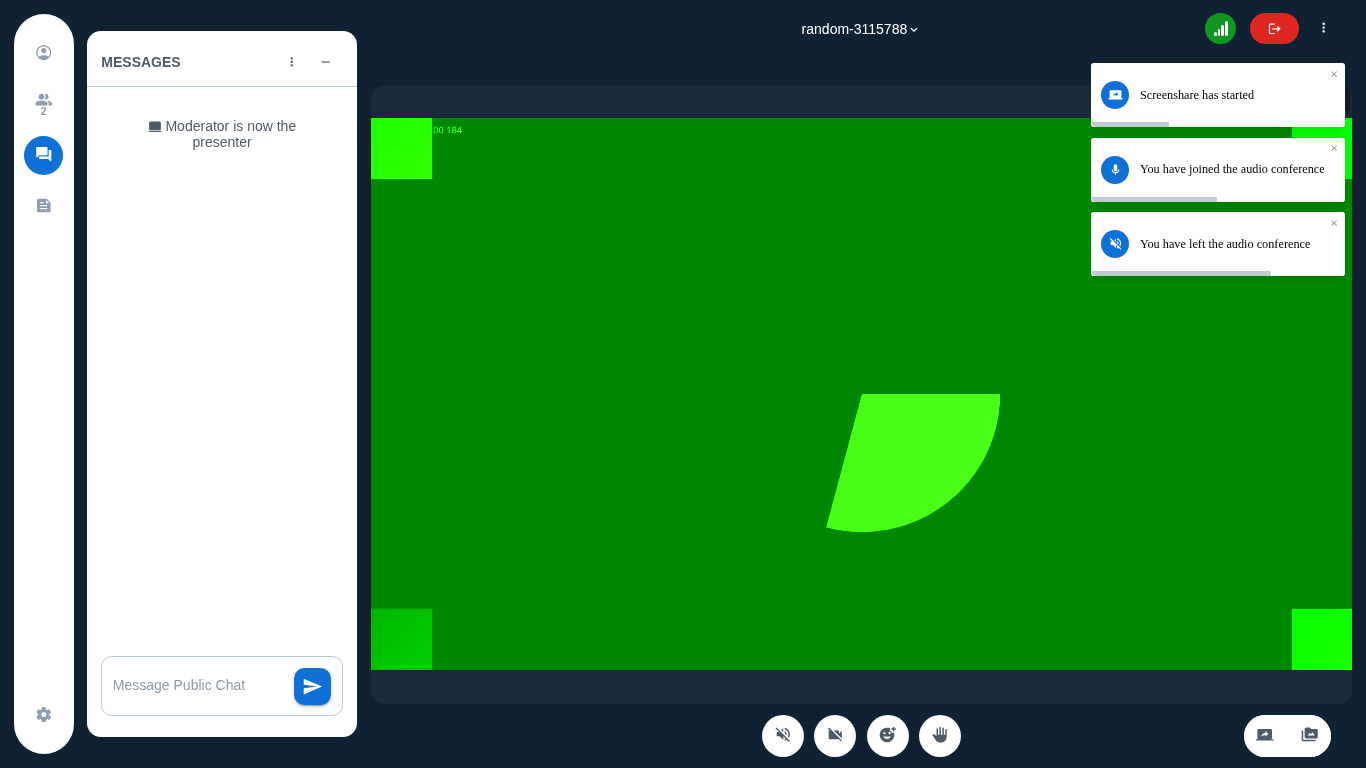 random-3115788
MESSAGES
2
Moderator is now the
presenter
Message Public Chat
00 184
Screenshare has started
You have joined the audio conference
You have left the audio conference